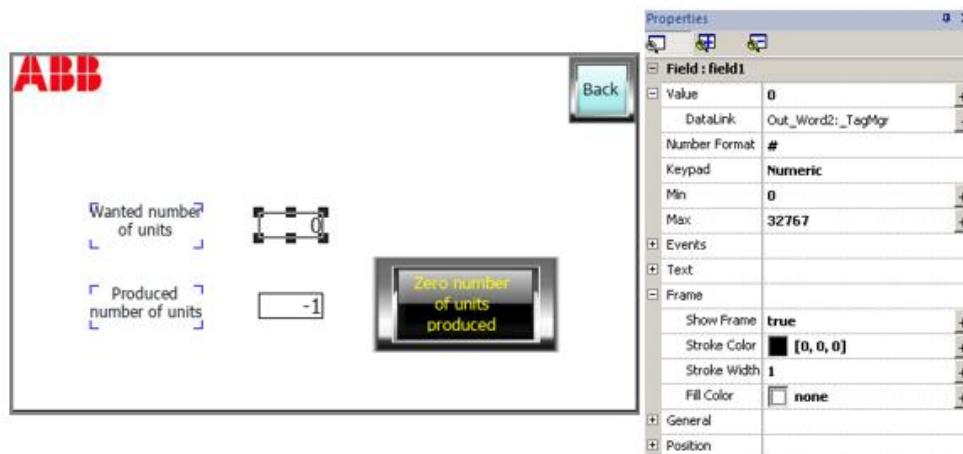 ABB
Back
Wanted number
of units
0
Produced
number of units
-1
Zero number
of units
produced
Properties
Field : field1
Value 0
DataLink Out_Word2:_TagMgr
Number Format #
Keypad Numeric
Min 0
Max 32767
Events
Text
Frame
Show Frame true
Stroke Color [0, 0, 0]
Stroke Width 1
Fill Color none
General
Position